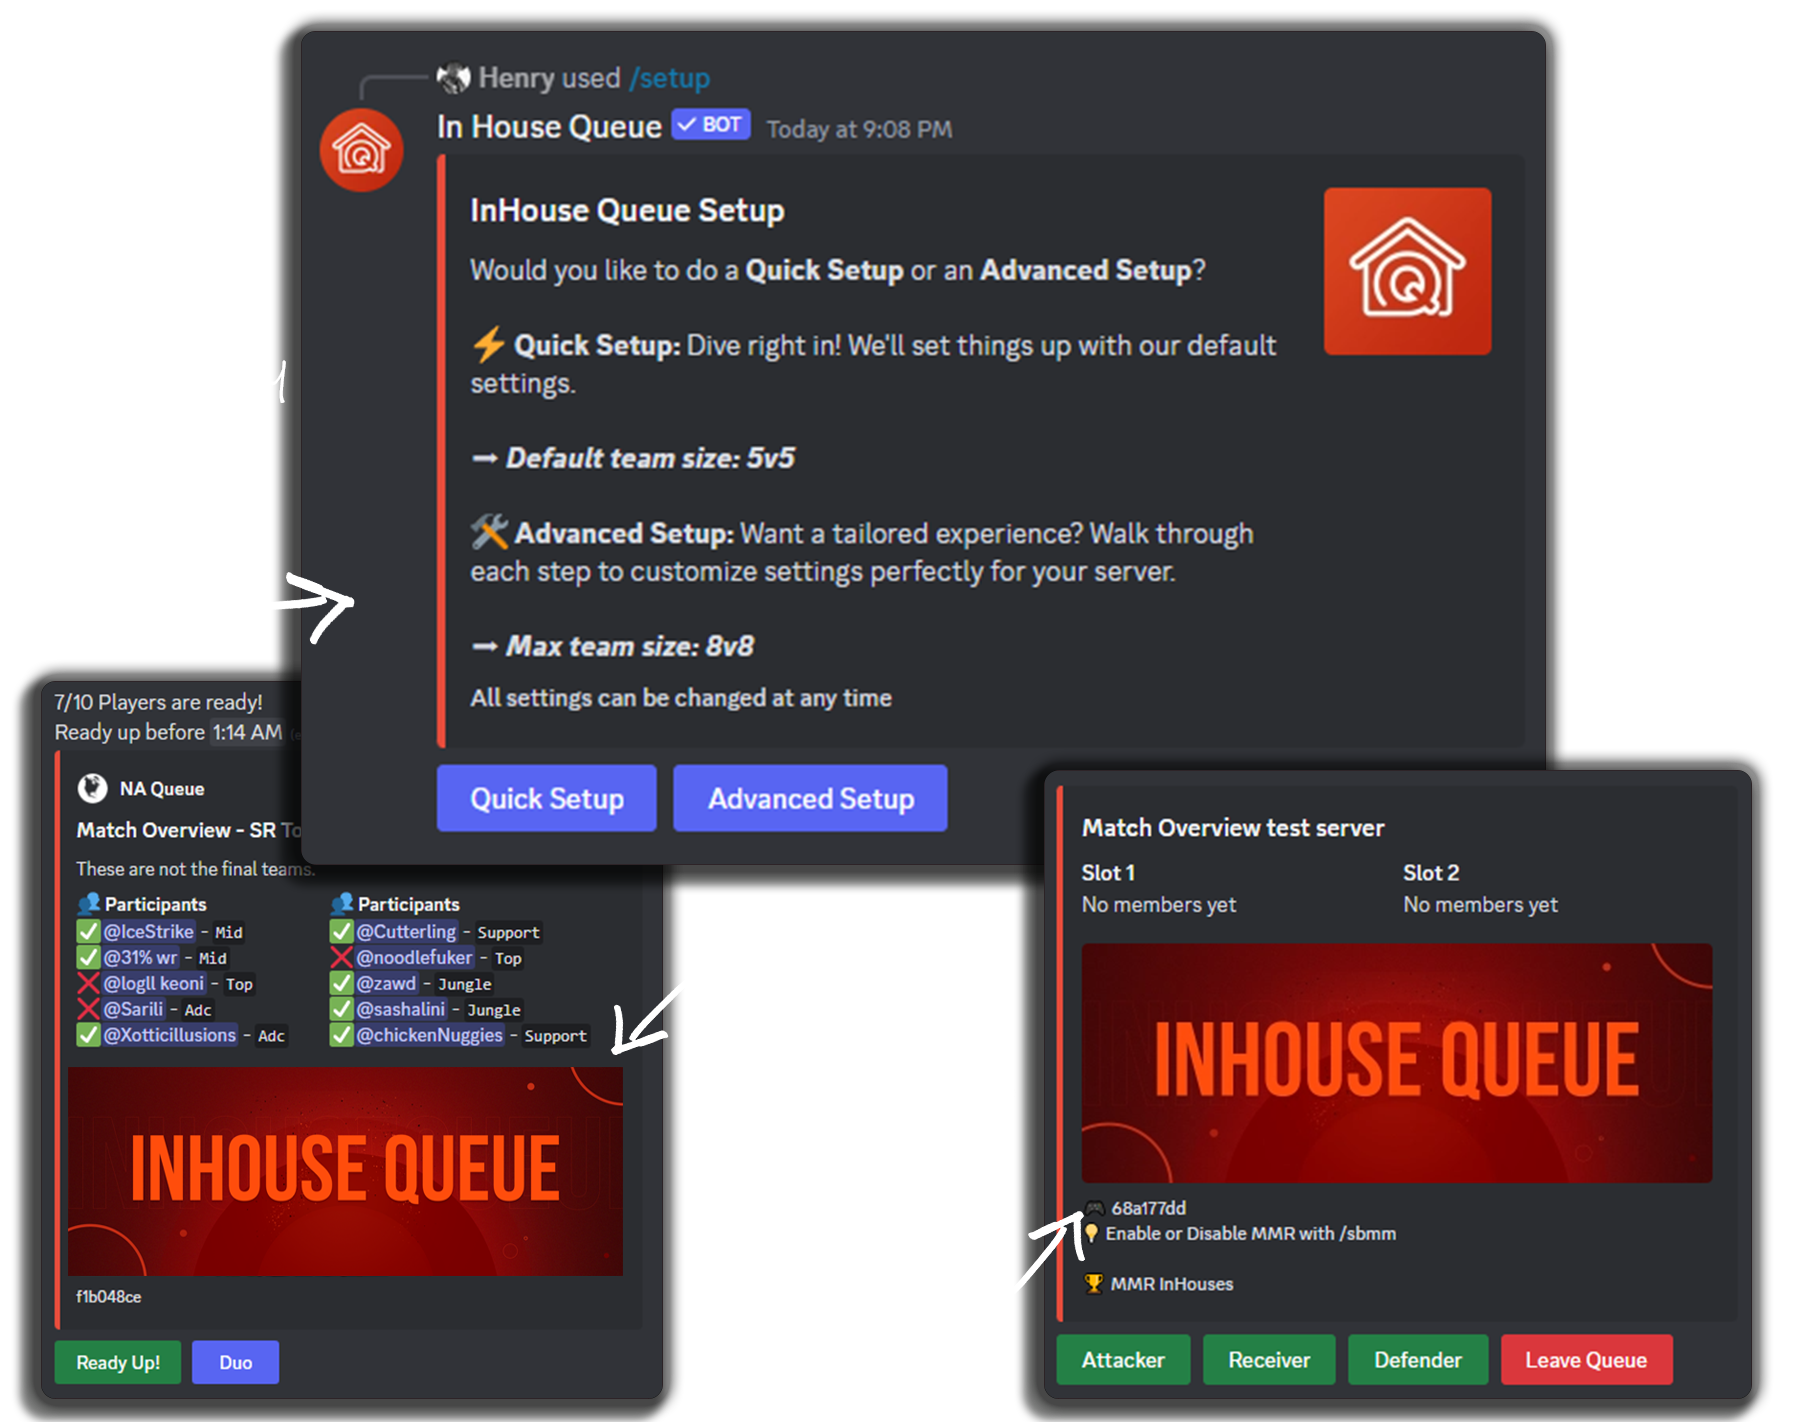 Henry used /setup
In House Queue ✓ BOT Today at 9:08 PM
InHouse Queue Setup
Would you like to do a Quick Setup or an Advanced Setup?
⚡ Quick Setup: Dive right in! We'll set things up with our default
settings.
→ Default team size: 5v5
🛠 Advanced Setup: Want a tailored experience? Walk through
each step to customize settings perfectly for your server.
→ Max team size: 8v8
All settings can be changed at any time
Quick Setup
Advanced Setup
7/10 Players are ready!
Ready up before 1:14 AM
NA Queue
Match Overview - SR
These are not the final teams.
👥 Participants
✅ @IceStrike - Mid
✅ @31% wr - Mid
❌ @logll keoni - Top
❌ @Sarili - Adc
✅ @Xotticillusions - Adc
👥 Participants
✅ @Cutterling - Support
❌ @noodlefuker - Top
✅ @zawd - Jungle
✅ @sashalini - Jungle
✅ @chickenNuggies - Support
INHOUSE QUEUE
f1b048ce
Ready Up!
Duo
Match Overview test server
Slot 1
No members yet
Slot 2
No members yet
INHOUSE QUEUE
🎮 68a177dd
💡 Enable or Disable MMR with /sbmm
🏆 MMR InHouses
Attacker
Receiver
Defender
Leave Queue